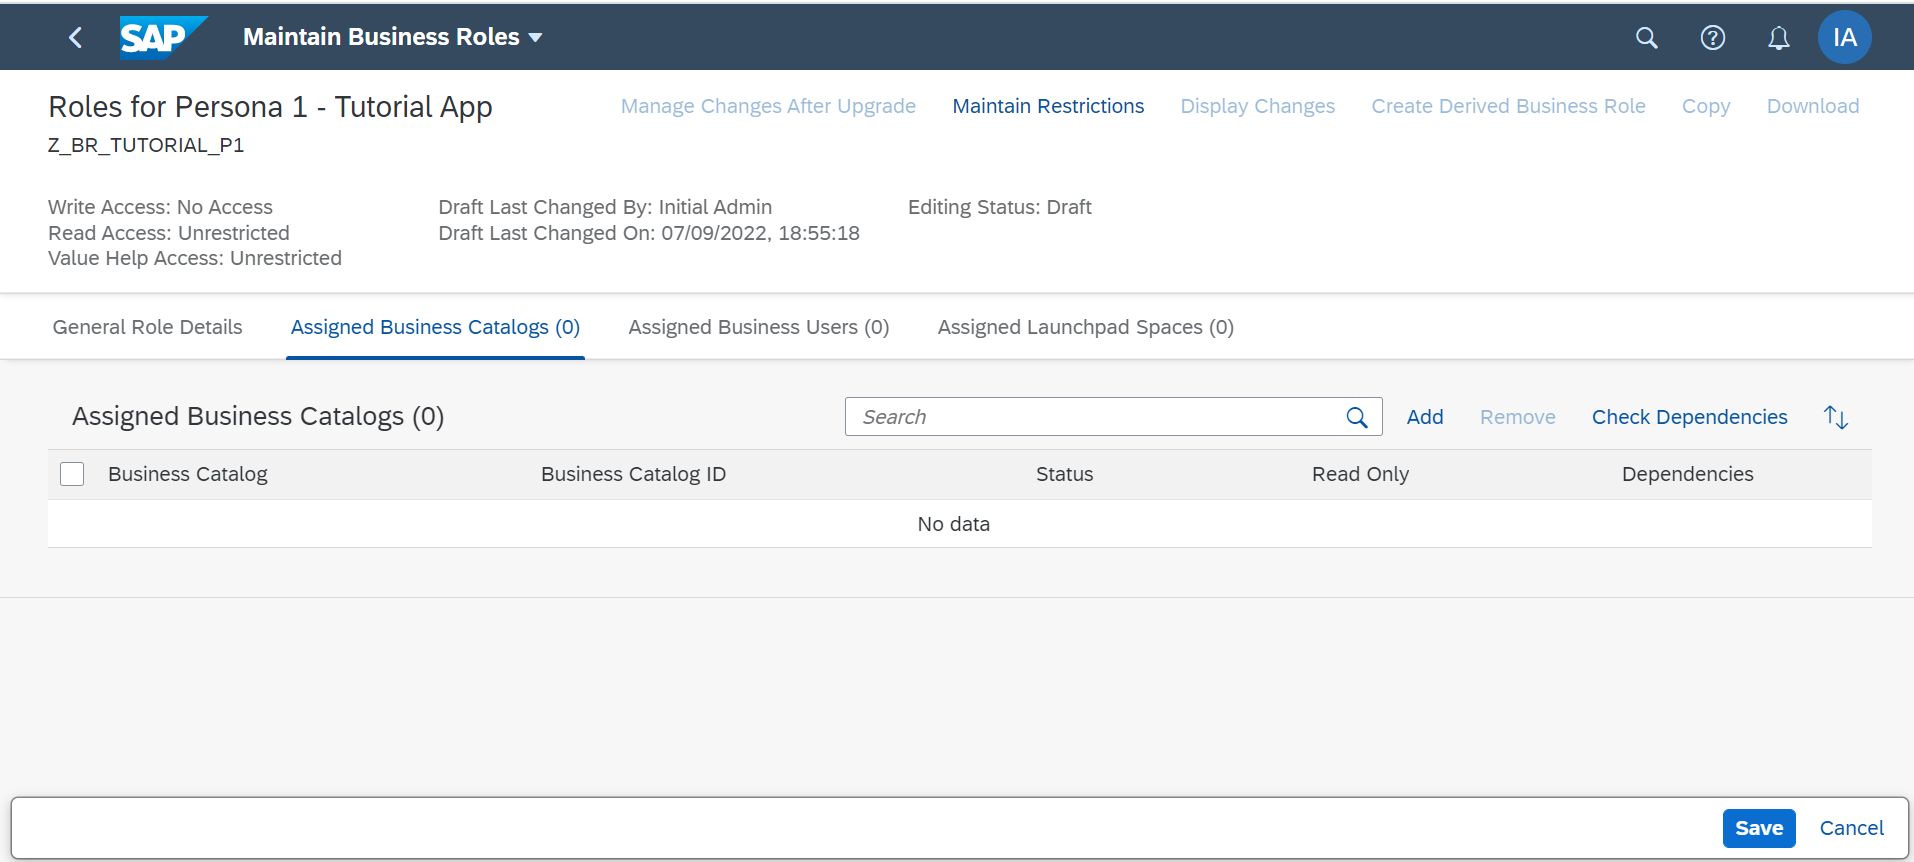 SAP
Maintain Business Roles
IA
Roles for Persona 1 - Tutorial App
Manage Changes After Upgrade
Maintain Restrictions
Display Changes
Create Derived Business Role
Copy
Download
Z_BR_TUTORIAL_P1
Write Access: No Access
Read Access: Unrestricted
Value Help Access: Unrestricted
Draft Last Changed By: Initial Admin
Draft Last Changed On: 07/09/2022, 18:55:18
Editing Status: Draft
General Role Details
Assigned Business Catalogs (0)
Assigned Business Users (0)
Assigned Launchpad Spaces (0)
Assigned Business Catalogs (0)
Search
Add
Remove
Check Dependencies
Business Catalog
Business Catalog ID
Status
Read Only
Dependencies
No data
Save
Cancel